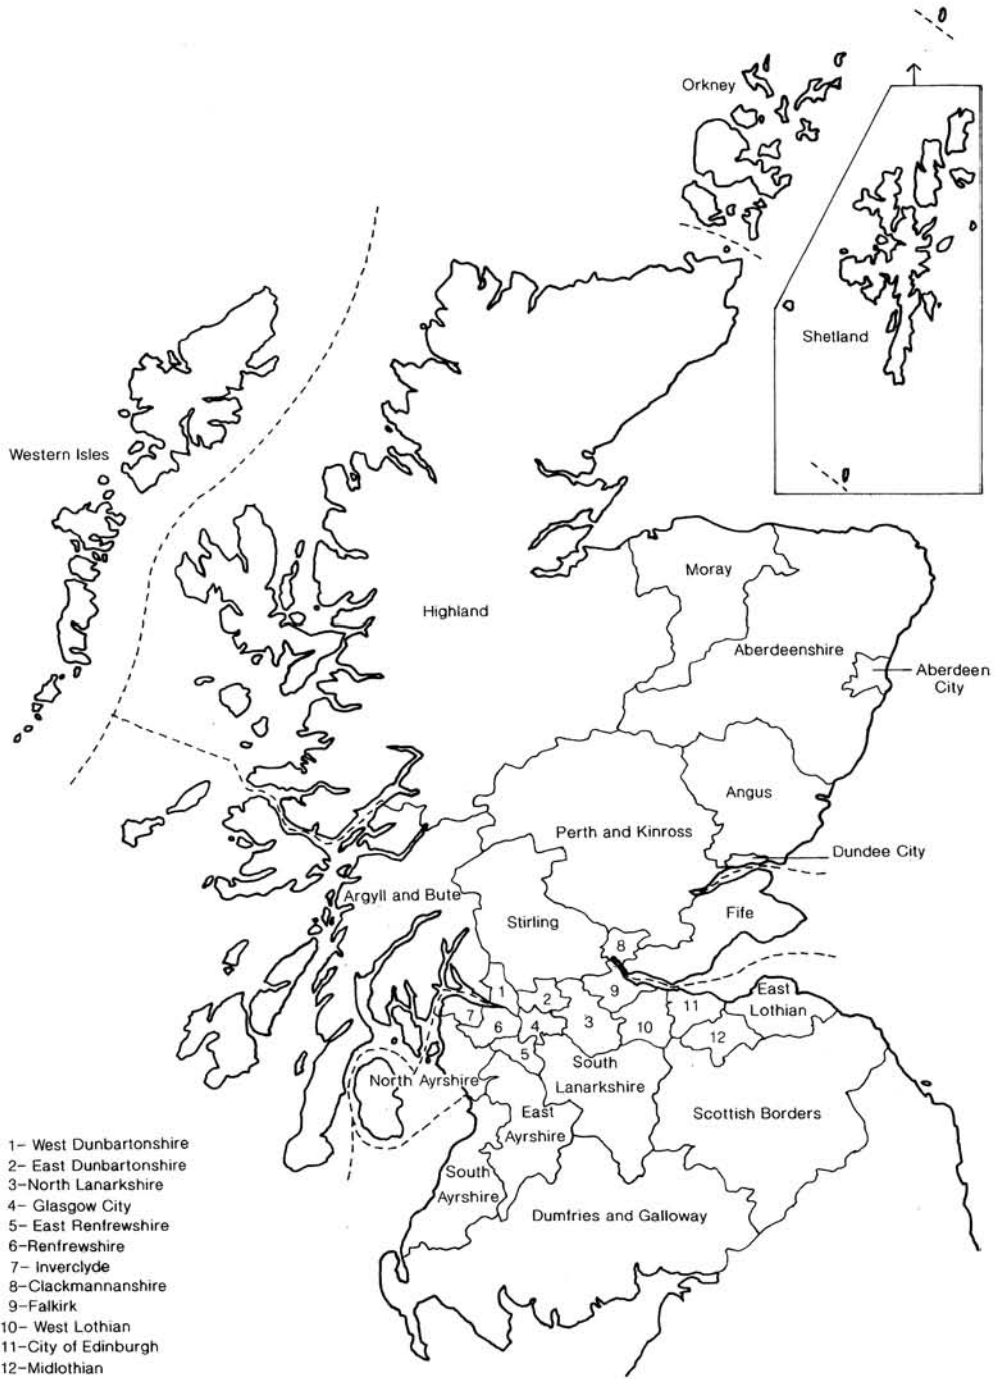 Orkney
Shetland
Western Isles
Moray
Highland
Aberdeenshire
Aberdeen
City
Angus
Perth and Kinross
Dundee City
Argyll and Bute
Fife
Stirling
8
1
2
9
East
Lothian
7
6
4
3
10
11
12
5
South
Lanarkshire
North Ayrshire
East
Ayrshire
Scottish Borders
South
Ayrshire
Dumfries and Galloway
1- West Dunbartonshire
2- East Dunbartonshire
3-North Lanarkshire
4- Glasgow City
5- East Renfrewshire
6-Renfrewshire
7- Inverclyde
8-Clackmannanshire
9-Falkirk
10- West Lothian
11-City of Edinburgh
12-Midlothian